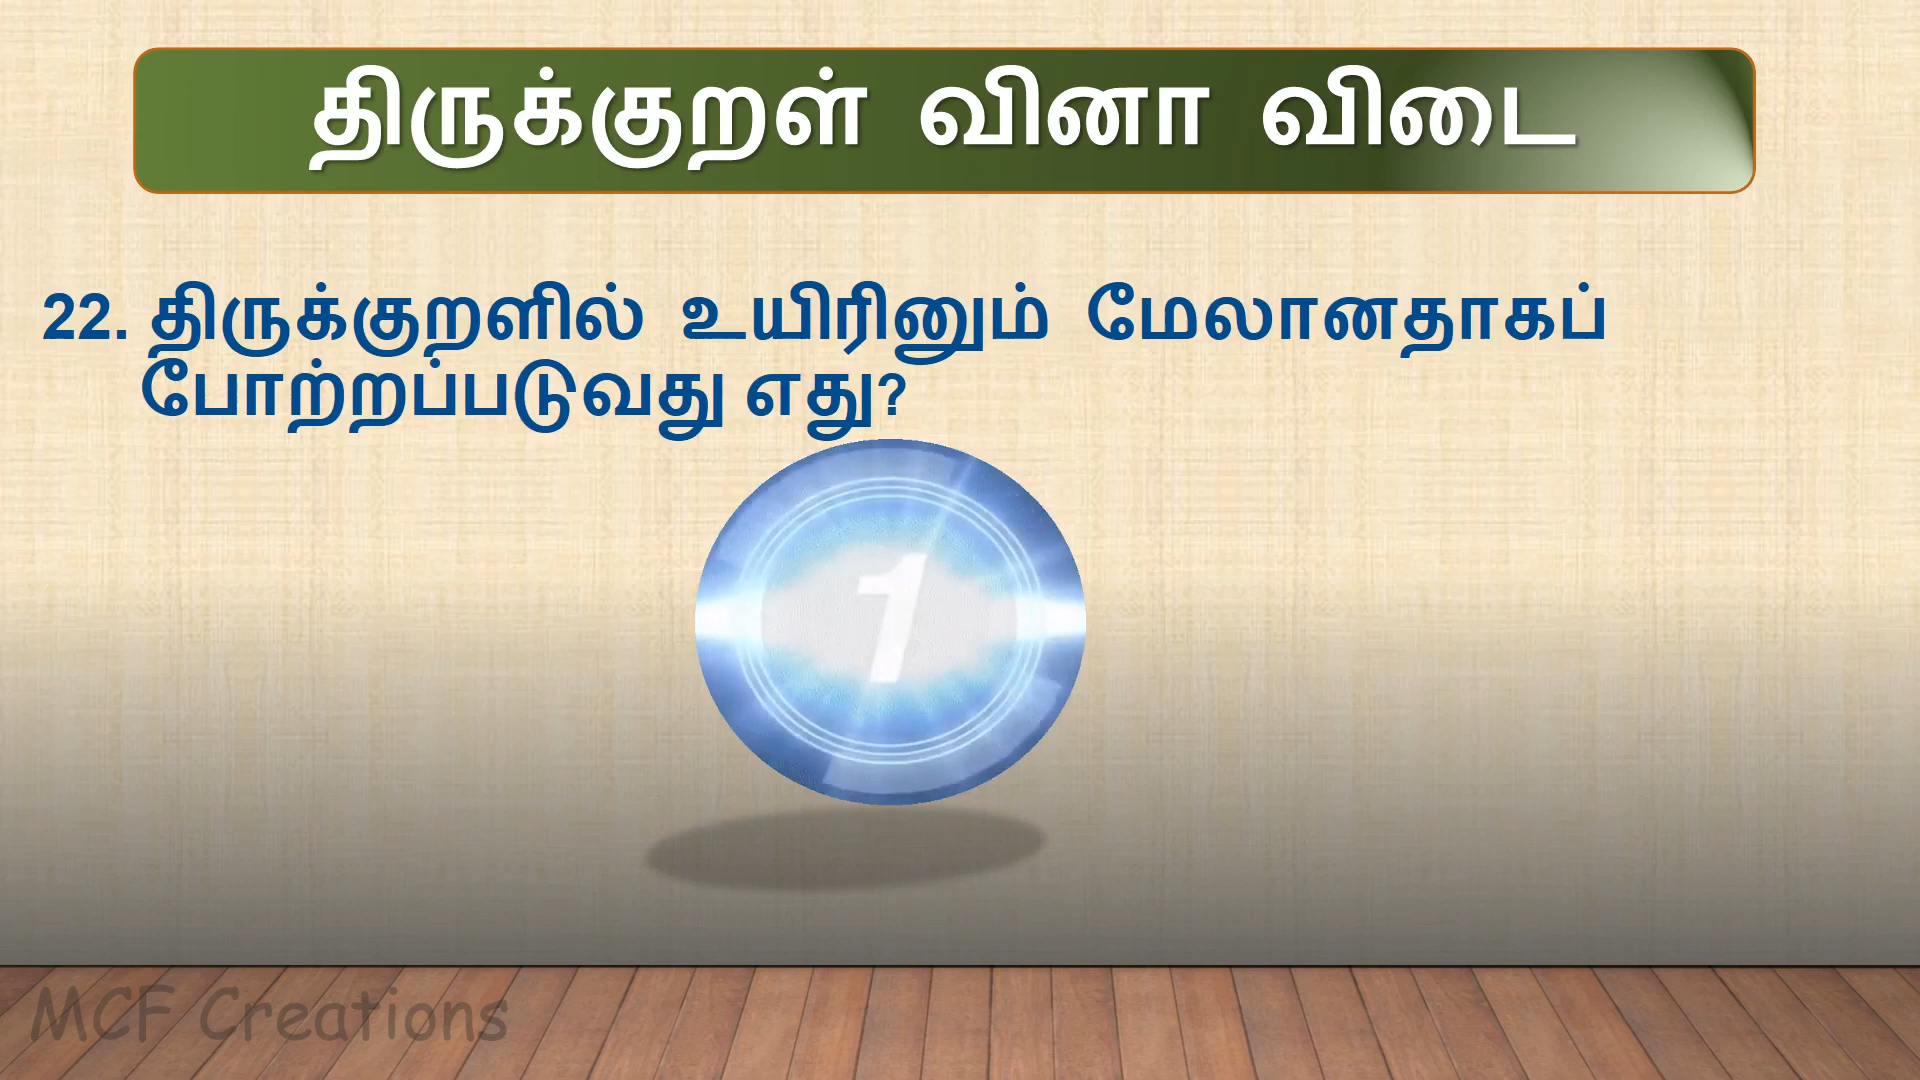 திருக்குறள் வினா விடை
22. திருக்குறளில் உயிரினும் மேலானதாகப்
போற்றப்படுவது எது?
1
MCF Creations